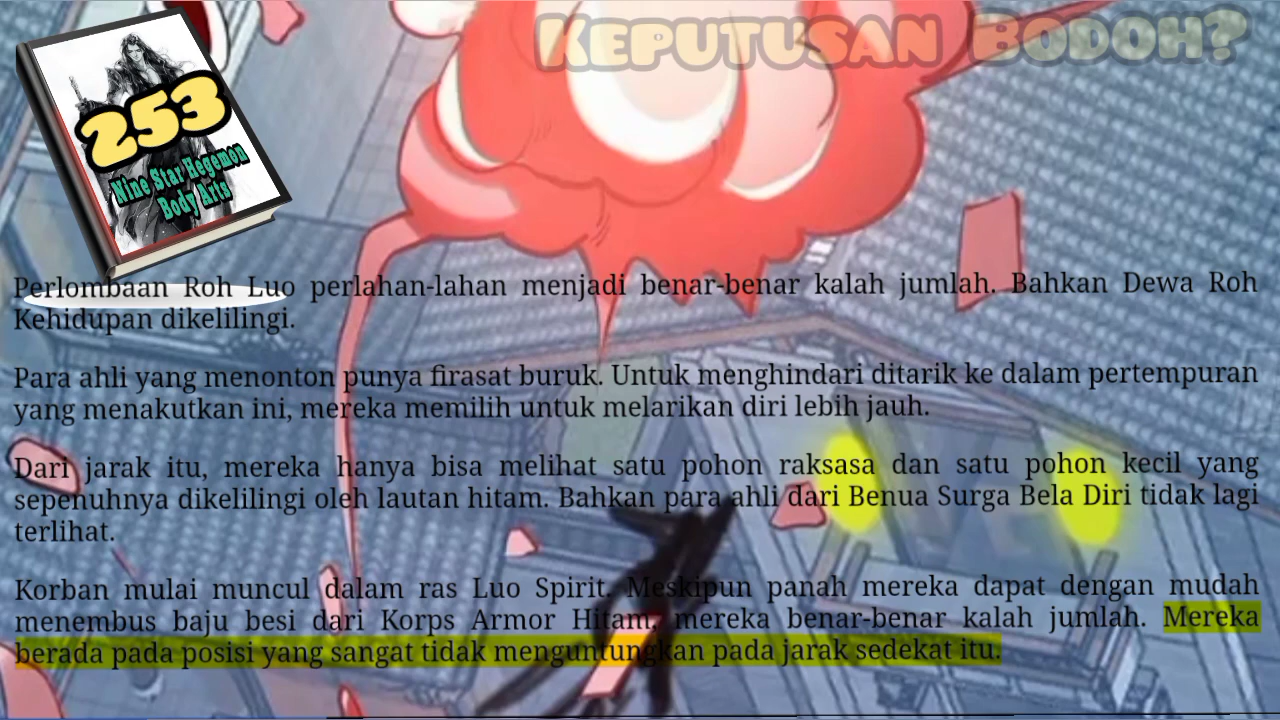 KEPUTUSAN BODOH?
253
Nine Star Hegemon
Body Arts
Perlombaan Roh Luo perlahan-lahan menjadi benar-benar kalah jumlah. Bahkan Dewa Roh
Kehidupan dikelilingi.
Para ahli yang menonton punya firasat buruk. Untuk menghindari ditarik ke dalam pertempuran
yang menakutkan ini, mereka memilih untuk melarikan diri lebih jauh.
Dari jarak itu, mereka hanya bisa melihat satu pohon raksasa dan satu pohon kecil yang
sepenuhnya dikelilingi oleh lautan hitam. Bahkan para ahli dari Benua Surga Bela Diri tidak lagi
terlihat.
Korban mulai muncul dalam ras Luo Spirit. Meskipun panah mereka dapat dengan mudah
menembus baju besi dari Korps Armor Hitam, mereka benar-benar kalah jumlah. Mereka
berada pada posisi yang sangat tidak menguntungkan pada jarak sedekat itu.